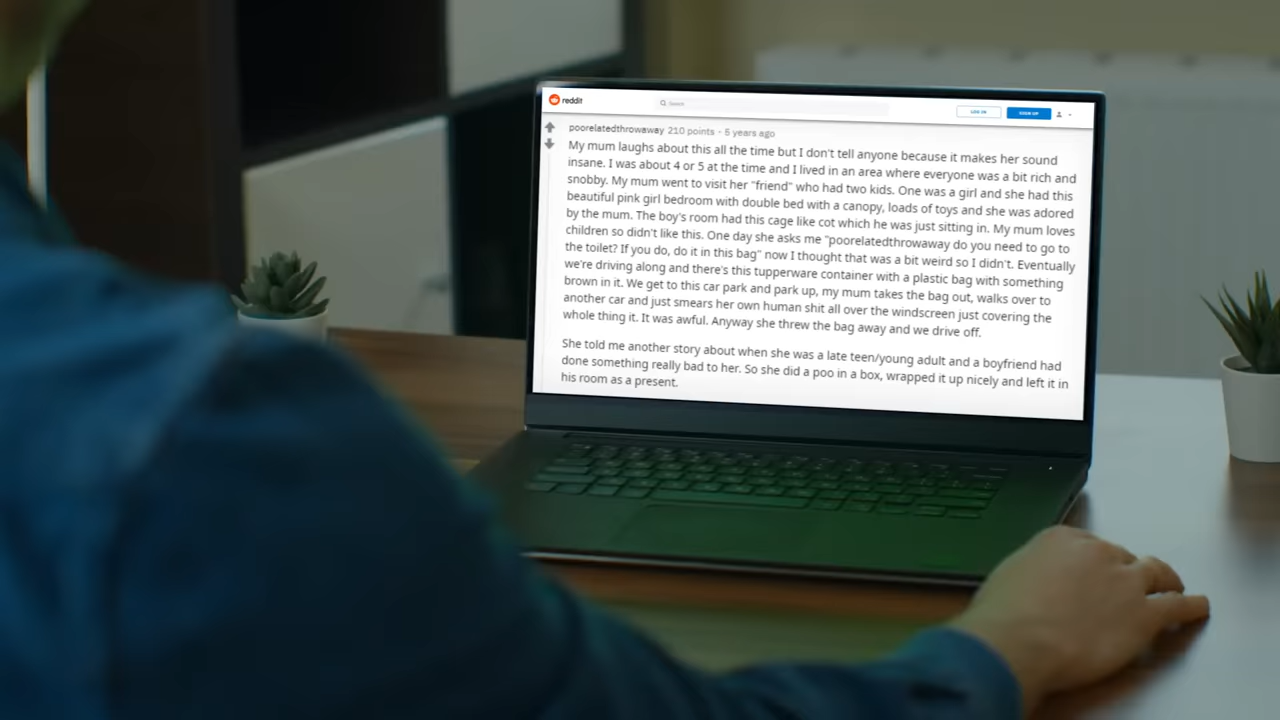 reddit
Search
LOG IN
SIGN UP
poorelatedthrowaway 210 points · 5 years ago
My mum laughs about this all the time but I don't tell anyone because it makes her sound
insane. I was about 4 or 5 at the time and I lived in an area where everyone was a bit rich and
snobby. My mum went to visit her "friend" who had two kids. One was a girl and she had this
beautiful pink girl bedroom with double bed with a canopy, loads of toys and she was adored
by the mum. The boy's room had this cage like cot which he was just sitting in. My mum loves
children so didn't like this. One day she asks me "poorelatedthrowaway do you need to go to
the toilet? If you do, do it in this bag" now I thought that was a bit weird so I didn't. Eventually
we're driving along and there's this tupperware container with a plastic bag with something
brown in it. We get to this car park and park up, my mum takes the bag out, walks over to
another car and just smears her own human shit all over the windscreen just covering the
whole thing it. It was awful. Anyway she threw the bag away and we drive off.
She told me another story about when she was a late teen/young adult and a boyfriend had
done something really bad to her. So she did a poo in a box, wrapped it up nicely and left it in
his room as a present.